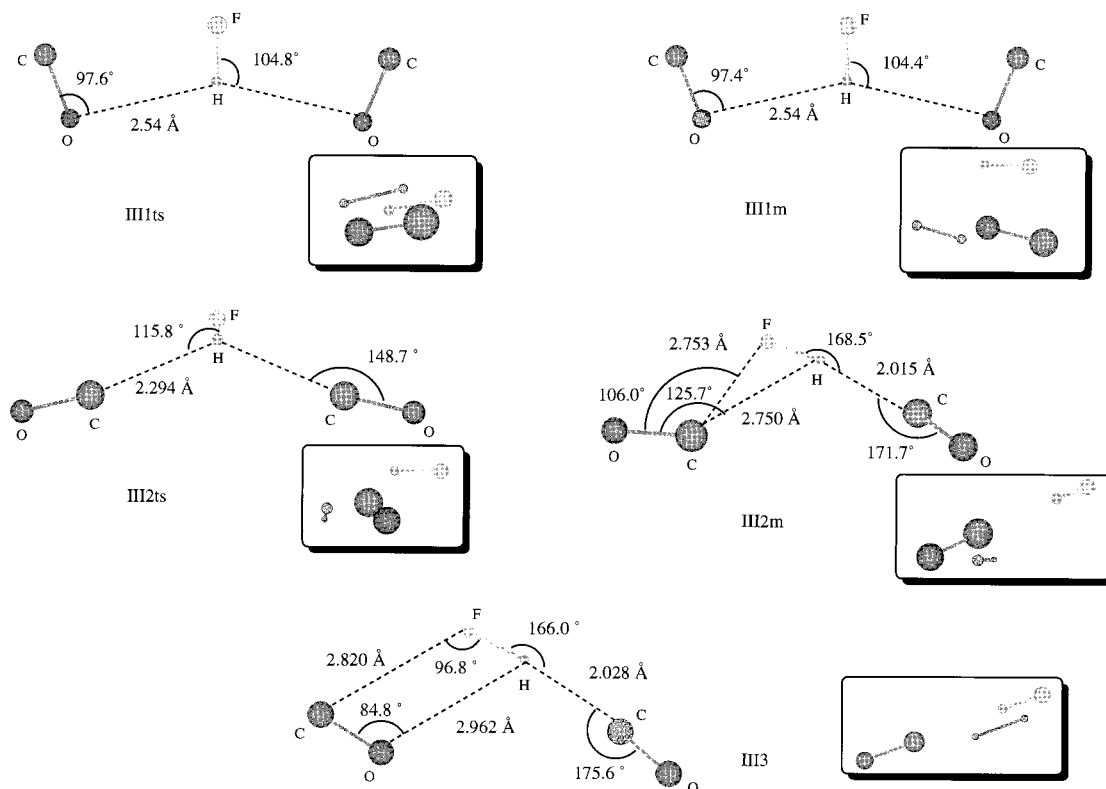 F
C
97.6°
104.8°
C
H
2.54 Å
O
O
III1ts
F
C
97.4°
104.4°
C
H
2.54 Å
O
O
III1m
F
115.8 °
H
148.7 °
2.294 Å
O
C
C
O
III2ts
F
168.5°
2.753 Å
H
2.015 Å
106.0°
125.7°
C
2.750 Å
O
C
171.7°
O
III2m
F
166.0 °
2.820 Å
96.8 °
H
2.028 Å
84.8°
C
C
2.962 Å
O
175.6°
III3
O